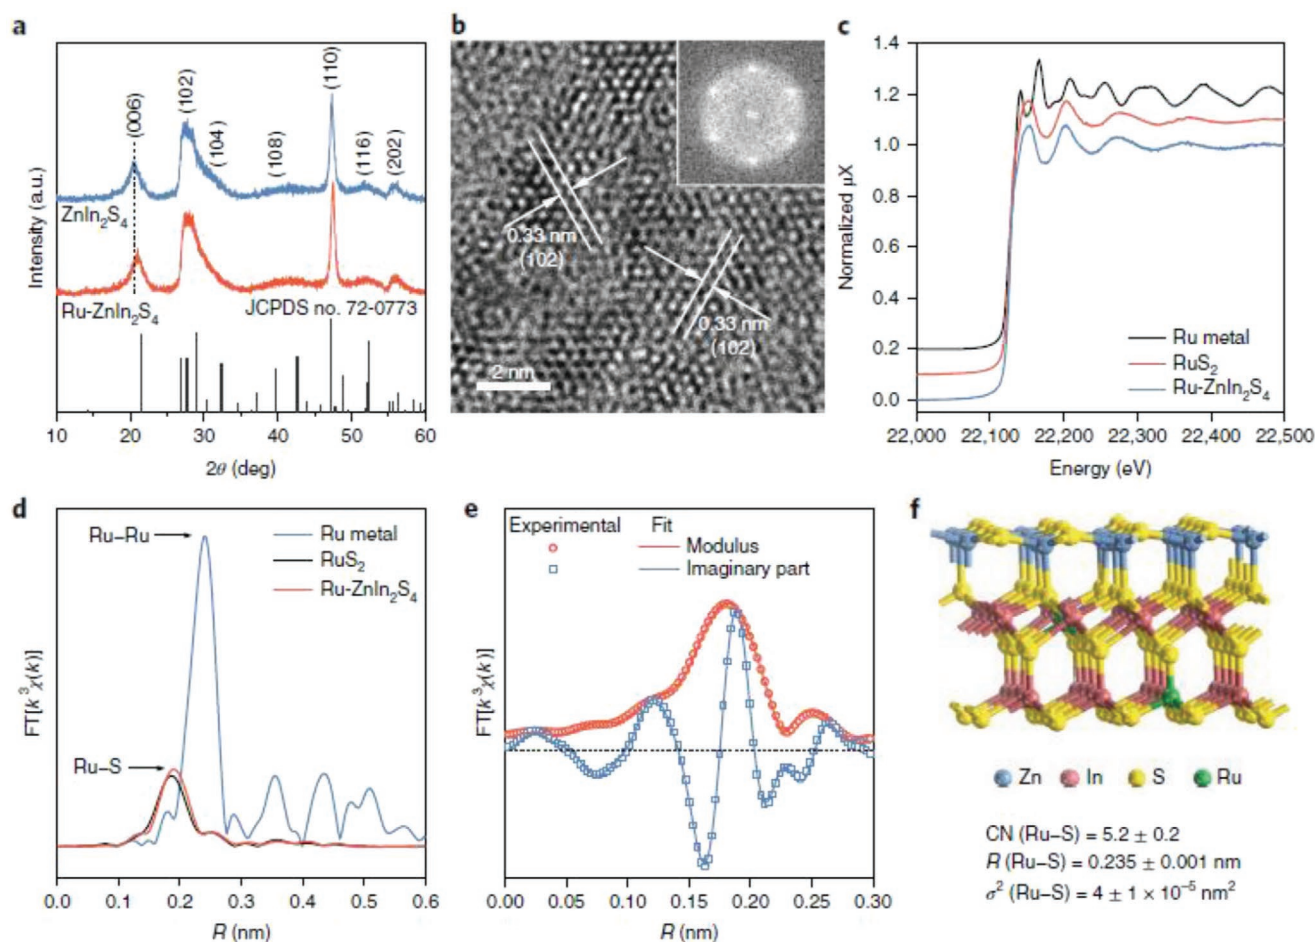 a
(006)
(102)
(104)
(108)
(110)
(116)
(202)
ZnIn₂S₄
Ru-ZnIn₂S₄
JCPDS no. 72-0773
Intensity (a.u.)
10 20 30 40 50 60
2θ (deg)
b
0.33 nm
(102)
0.33 nm
(102)
2 nm
c
1.4
1.2
1.0
0.8
0.6
0.4
0.2
0.0
Normalized μX
Ru metal
RuS₂
Ru-ZnIn₂S₄
22,000 22,100 22,200 22,300 22,400 22,500
Energy (eV)
d
Ru–Ru
Ru–S
Ru metal
RuS₂
Ru-ZnIn₂S₄
FT[k³χ(k)]
0.0 0.1 0.2 0.3 0.4 0.5 0.6
R (nm)
e
Experimental Fit
Modulus
Imaginary part
FT[k³χ(k)]
0.00 0.05 0.10 0.15 0.20 0.25 0.30
R (nm)
f
Zn In S Ru
CN (Ru–S) = 5.2 ± 0.2
R (Ru–S) = 0.235 ± 0.001 nm
σ² (Ru–S) = 4 ± 1 × 10⁻⁵ nm²